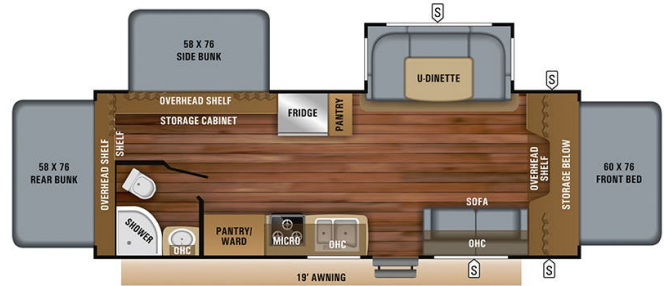 S
58 X 76
SIDE BUNK
U-DINETTE
S
OVERHEAD SHELF
STORAGE CABINET
FRIDGE
PANTRY
58 X 76
REAR BUNK
OVERHEAD SHELF
SHELF
OVERHEAD
SHELF
STORAGE BELOW
60 X 76
FRONT BED
SOFA
SHOWER
OHC
PANTRY/
WARD
MICRO
OHC
OHC
S
S
19' AWNING